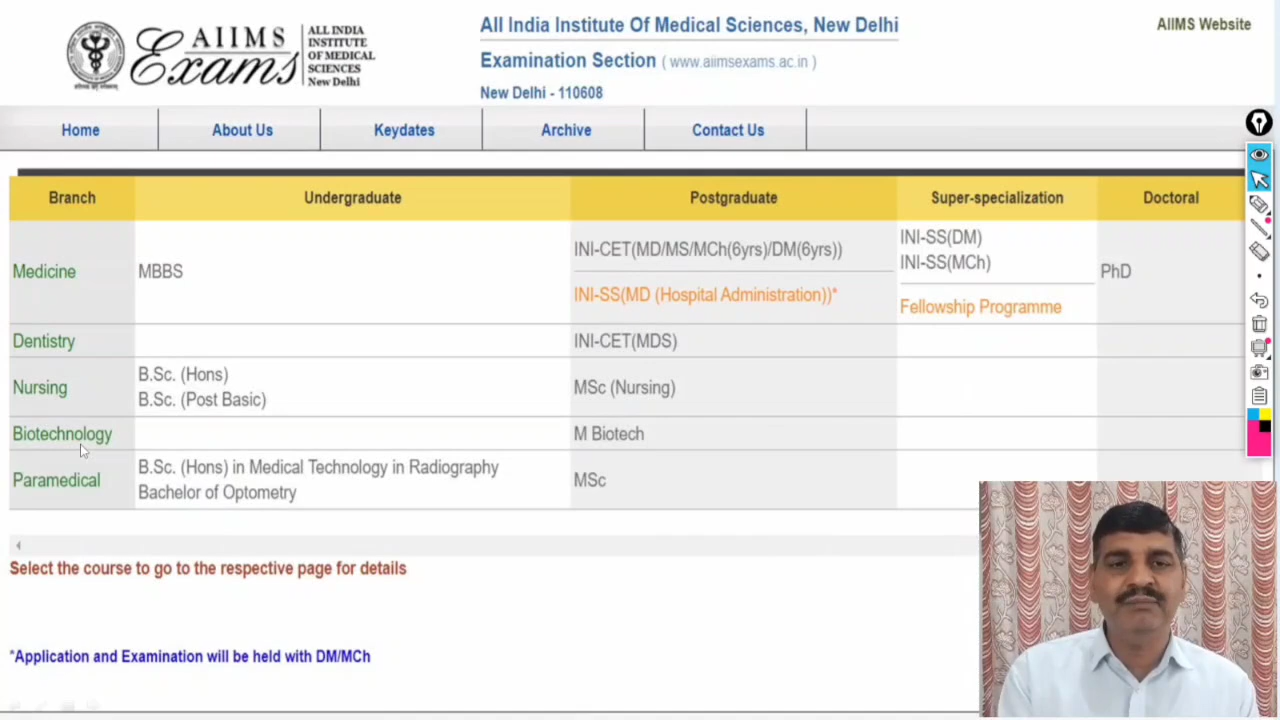 AIIMS
Exams
ALL INDIA
INSTITUTE
OF MEDICAL
SCIENCES
New Delhi
All India Institute Of Medical Sciences, New Delhi
Examination Section ( www.aiimsexams.ac.in )
New Delhi - 110608
AIIMS Website
Home About Us Keydates Archive Contact Us
Branch Undergraduate Postgraduate Super-specialization Doctoral
Medicine MBBS INI-CET(MD/MS/MCh(6yrs)/DM(6yrs)) INI-SS(DM) PhD
INI-SS(MCh)
INI-SS(MD (Hospital Administration))* Fellowship Programme
Dentistry INI-CET(MDS)
Nursing B.Sc. (Hons) MSc (Nursing)
B.Sc. (Post Basic)
Biotechnology M Biotech
Paramedical B.Sc. (Hons) in Medical Technology in Radiography MSc
Bachelor of Optometry
Select the course to go to the respective page for details
*Application and Examination will be held with DM/MCh